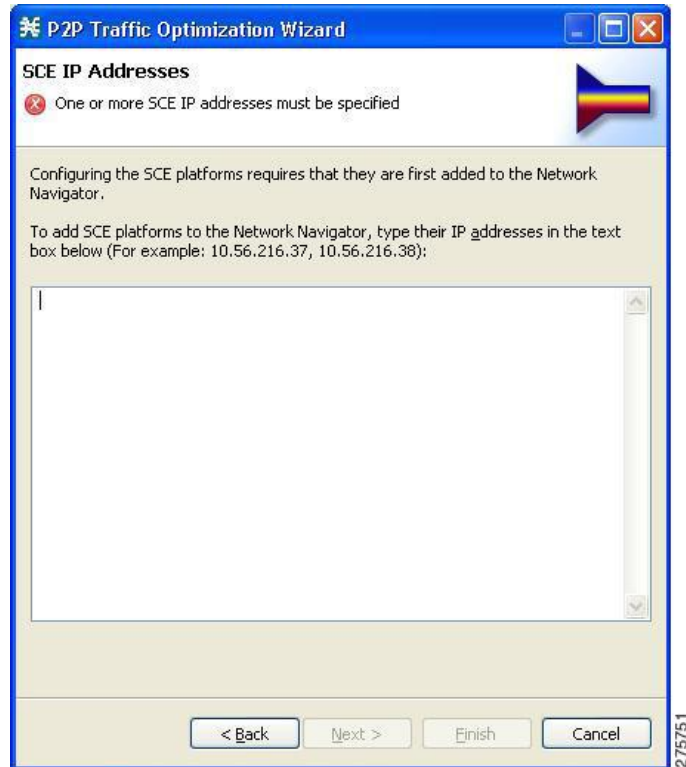 P2P Traffic Optimization Wizard
SCE IP Addresses
One or more SCE IP addresses must be specified
Configuring the SCE platforms requires that they are first added to the Network
Navigator.
To add SCE platforms to the Network Navigator, type their IP addresses in the text
box below (For example: 10.56.216.37, 10.56.216.38):
< Back
Next >
Finish
Cancel
275751